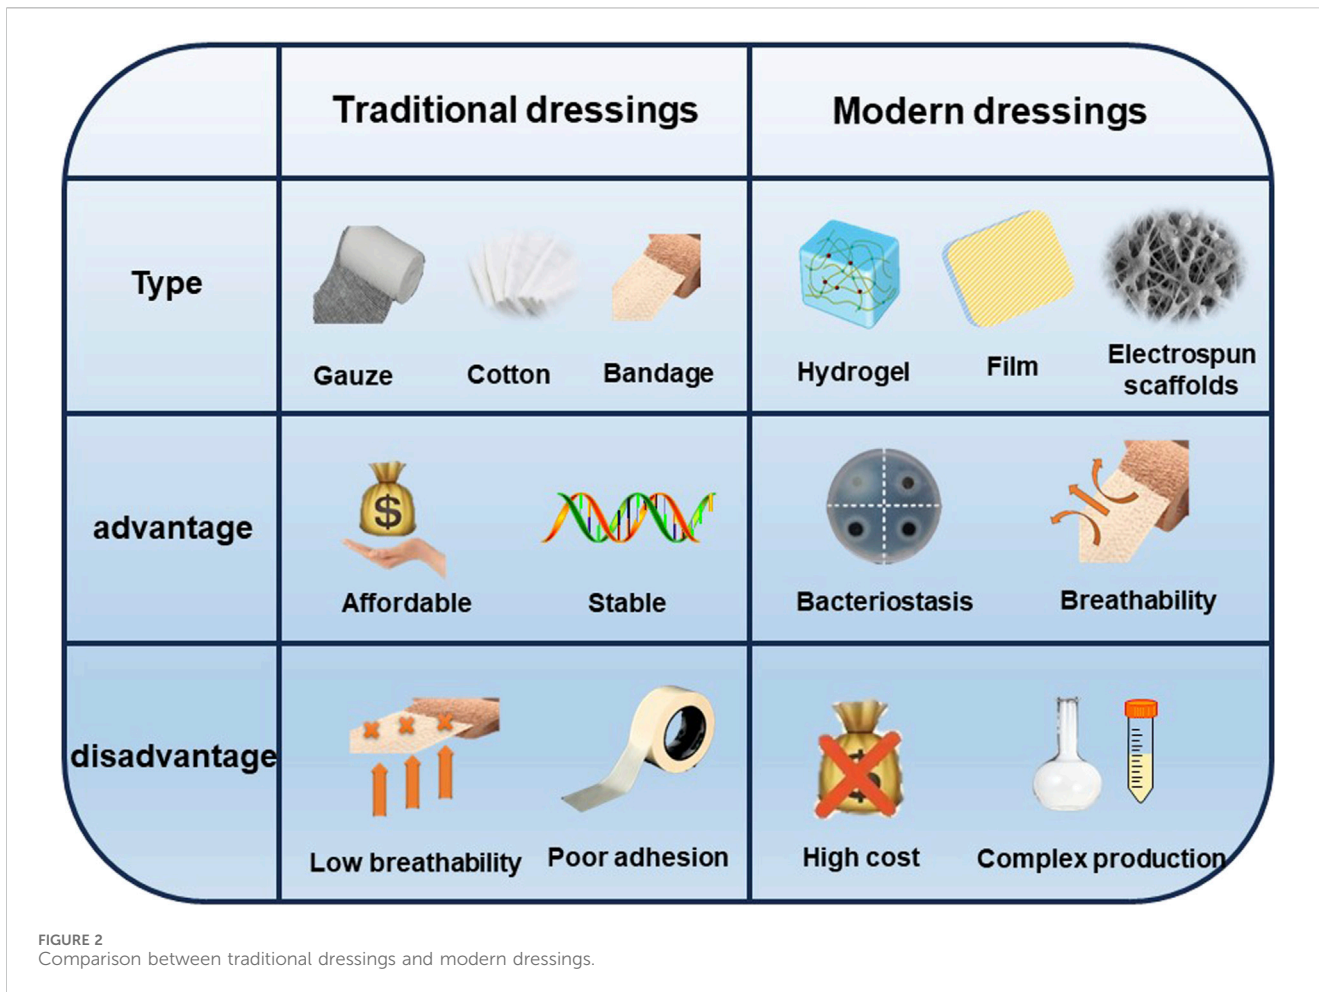 Traditional dressings
Modern dressings
Type
Gauze
Cotton
Bandage
Hydrogel
Film
Electrospun
scaffolds
advantage
$
Affordable
Stable
Bacteriostasis
Breathability
disadvantage
$
Low breathability
Poor adhesion
High cost
Complex production
FIGURE 2
Comparison between traditional dressings and modern dressings.